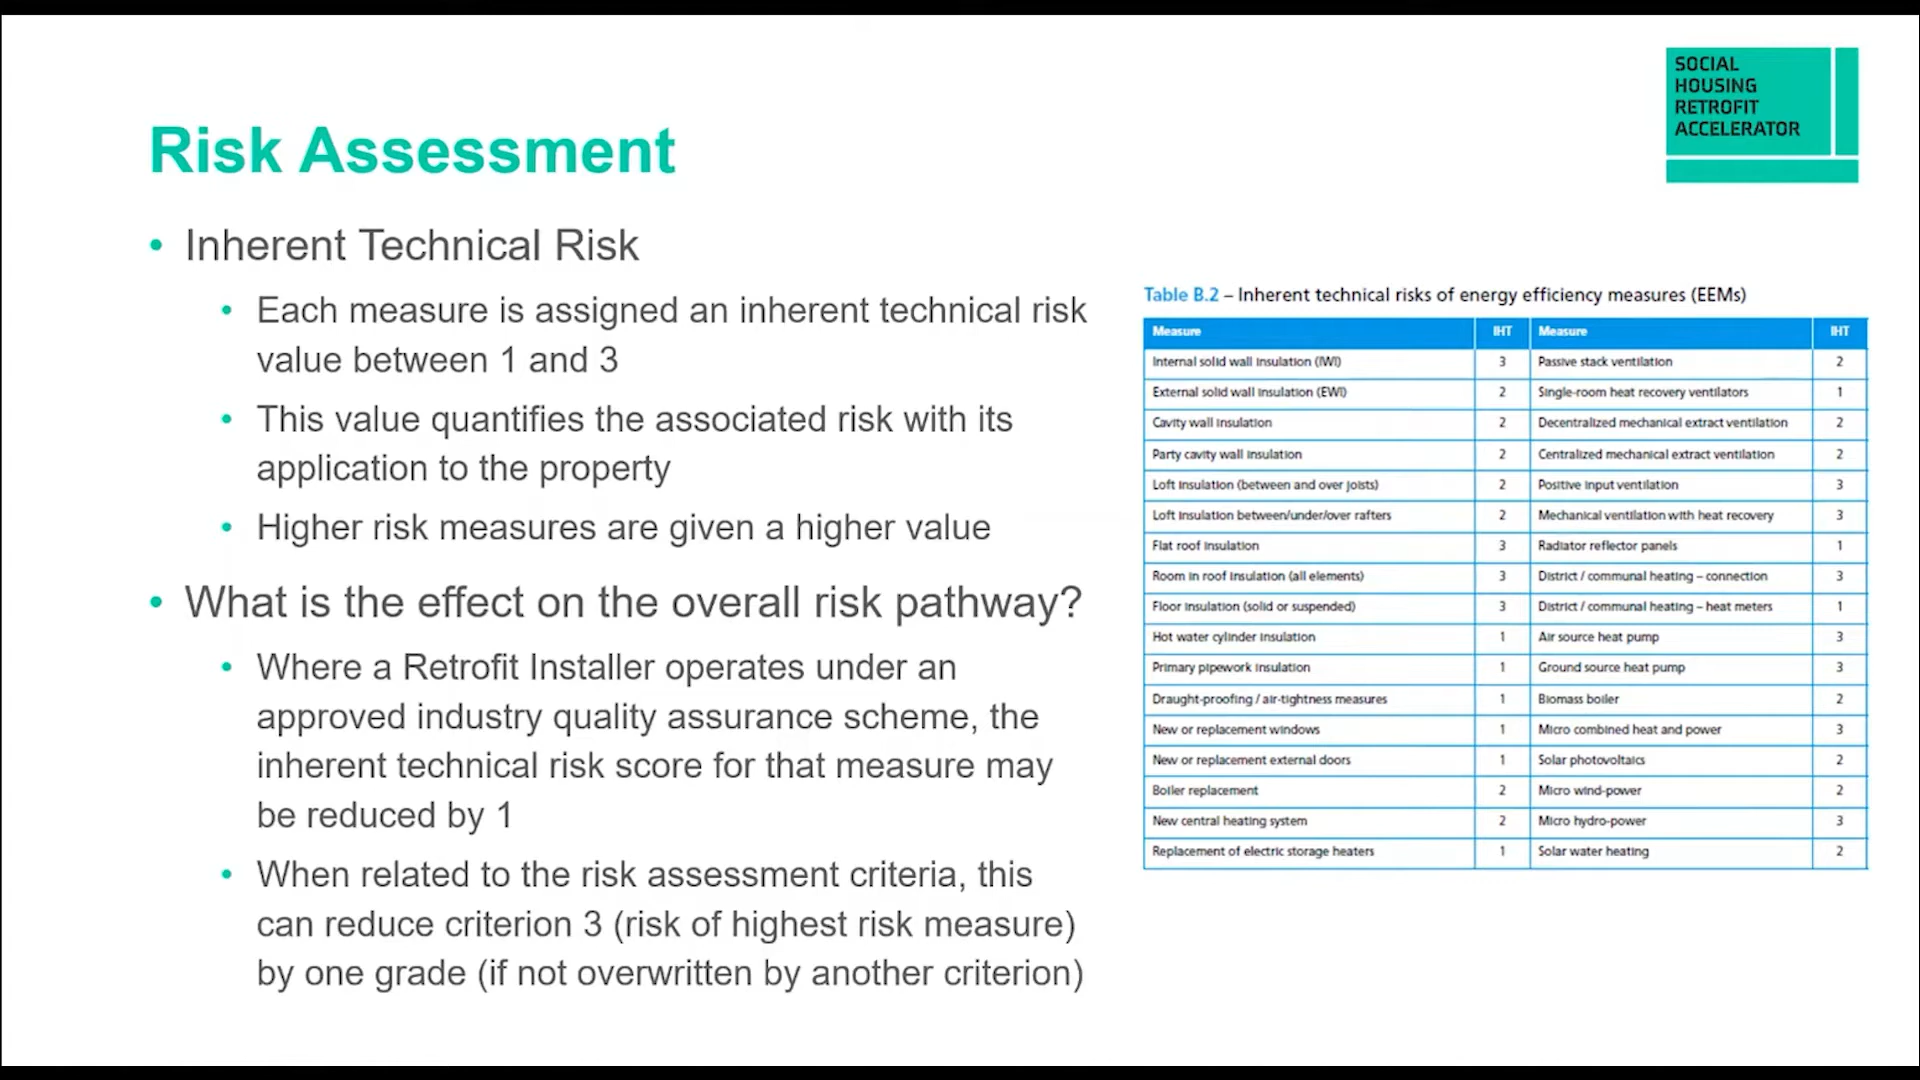 SOCIAL
HOUSING
RETROFIT
ACCELERATOR
Risk Assessment
• Inherent Technical Risk
• Each measure is assigned an inherent technical risk
value between 1 and 3
• This value quantifies the associated risk with its
application to the property
• Higher risk measures are given a higher value
• What is the effect on the overall risk pathway?
• Where a Retrofit Installer operates under an
approved industry quality assurance scheme, the
inherent technical risk score for that measure may
be reduced by 1
• When related to the risk assessment criteria, this
can reduce criterion 3 (risk of highest risk measure)
by one grade (if not overwritten by another criterion)
Table B.2 – Inherent technical risks of energy efficiency measures (EEMs)
Measure IHT Measure IHT
Internal solid wall insulation (IWI) 3 Passive stack ventilation 2
External solid wall insulation (EWI) 2 Single-room heat recovery ventilators 1
Cavity wall insulation 2 Decentralized mechanical extract ventilation 2
Party cavity wall insulation 2 Centralized mechanical extract ventilation 2
Loft insulation (between and over joists) 2 Positive input ventilation 3
Loft insulation between/under/over rafters 2 Mechanical ventilation with heat recovery 3
Flat roof insulation 3 Radiator reflector panels 1
Room in roof insulation (all elements) 3 District / communal heating – connection 3
Floor insulation (solid or suspended) 3 District / communal heating – heat meters 1
Hot water cylinder insulation 1 Air source heat pump 3
Primary pipework insulation 1 Ground source heat pump 3
Draught-proofing / air-tightness measures 1 Biomass boiler 2
New or replacement windows 1 Micro combined heat and power 3
New or replacement external doors 1 Solar photovoltaics 2
Boiler replacement 2 Micro wind-power 2
New central heating system 2 Micro hydro-power 3
Replacement of electric storage heaters 1 Solar water heating 2